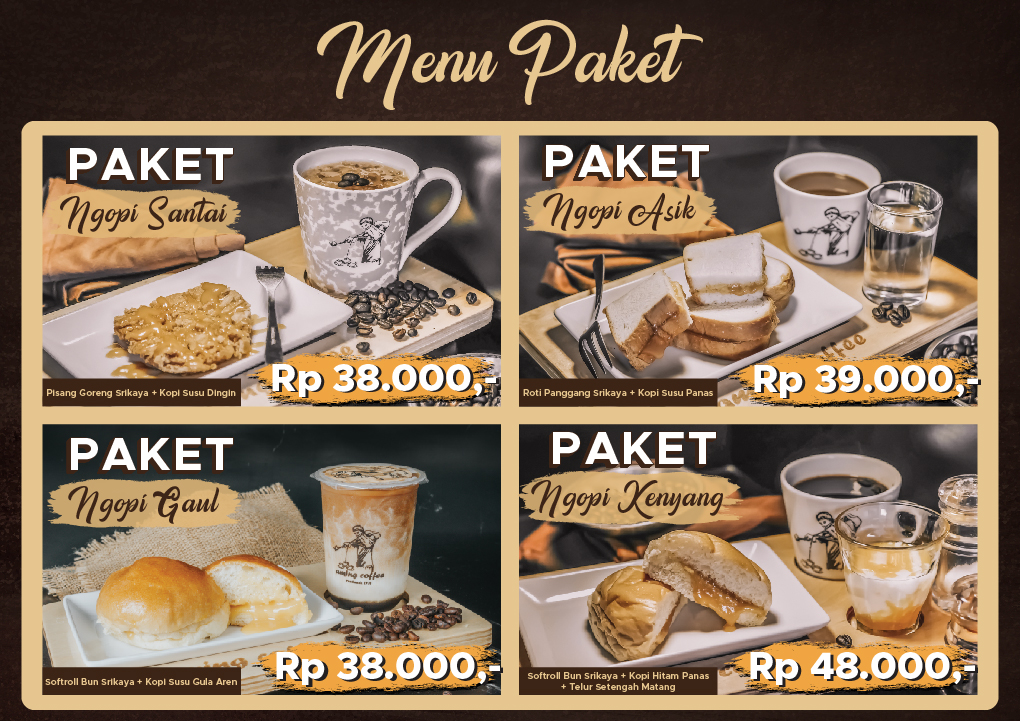 Menu Paket
PAKET
Ngopi Santai
Pisang Goreng Srikaya + Kopi Susu Dingin
Rp 38.000,-
PAKET
Ngopi Asik
Roti Panggang Srikaya + Kopi Susu Panas
Rp 39.000,-
PAKET
Ngopi Gaul
aming coffee
Softroll Bun Srikaya + Kopi Susu Gula Aren
Rp 38.000,-
PAKET
Ngopi Kenyang
Softroll Bun Srikaya + Kopi Hitam Panas
+ Telur Setengah Matang
Rp 48.000,-